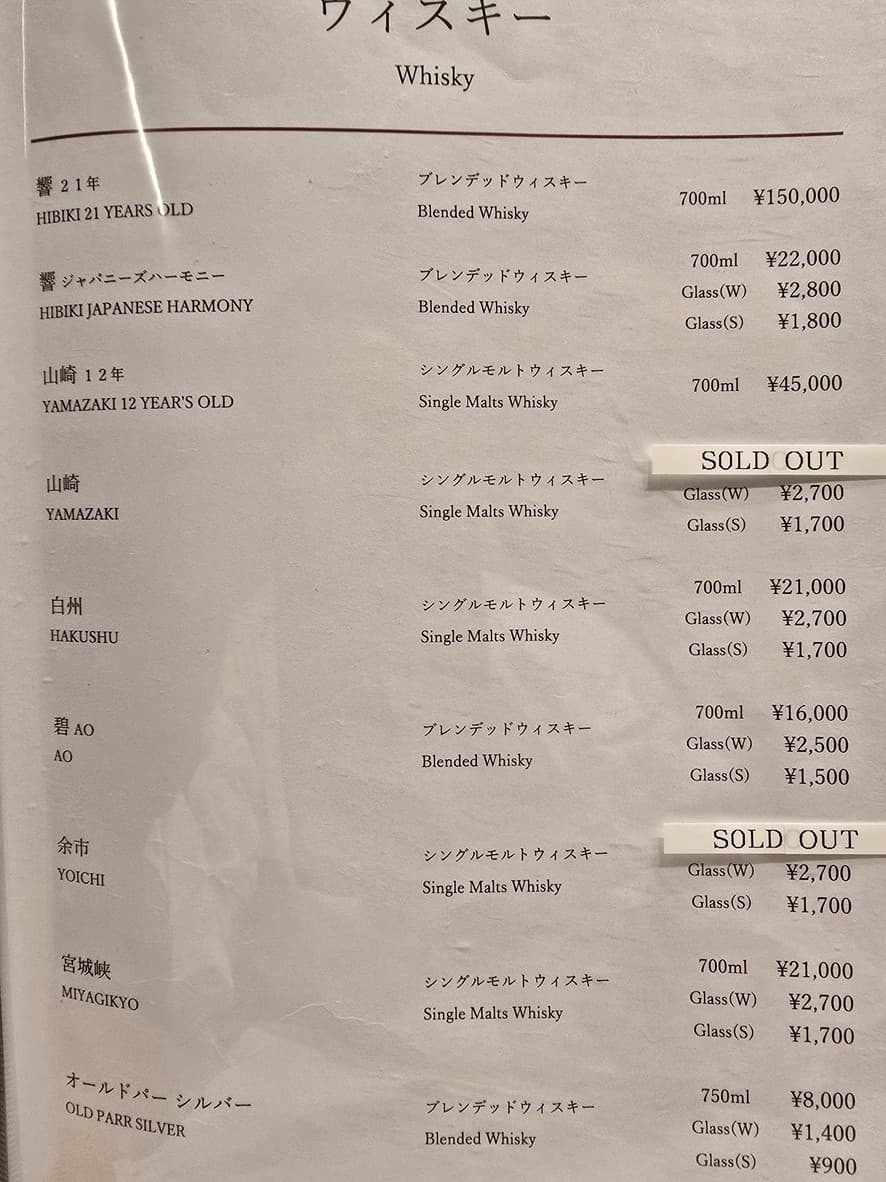 ウィスキー
Whisky
響 21年
HIBIKI 21 YEARS OLD
ブレンデッドウィスキー
Blended Whisky
700ml ¥150,000
響 ジャパニーズハーモニー
HIBIKI JAPANESE HARMONY
ブレンデッドウィスキー
Blended Whisky
700ml ¥22,000
Glass(W) ¥2,800
Glass(S) ¥1,800
山崎 12年
YAMAZAKI 12 YEAR'S OLD
シングルモルトウィスキー
Single Malts Whisky
700ml ¥45,000
山崎
YAMAZAKI
シングルモルトウィスキー
Single Malts Whisky
SOLD OUT
Glass(W) ¥2,700
Glass(S) ¥1,700
白州
HAKUSHU
シングルモルトウィスキー
Single Malts Whisky
700ml ¥21,000
Glass(W) ¥2,700
Glass(S) ¥1,700
碧 AO
AO
ブレンデッドウィスキー
Blended Whisky
700ml ¥16,000
Glass(W) ¥2,500
Glass(S) ¥1,500
余市
YOICHI
シングルモルトウィスキー
Single Malts Whisky
SOLD OUT
Glass(W) ¥2,700
Glass(S) ¥1,700
宮城峡
MIYAGIKYO
シングルモルトウィスキー
Single Malts Whisky
700ml ¥21,000
Glass(W) ¥2,700
Glass(S) ¥1,700
オールドパー シルバー
OLD PARR SILVER
ブレンデッドウィスキー
Blended Whisky
750ml ¥8,000
Glass(W) ¥1,400
Glass(S) ¥900